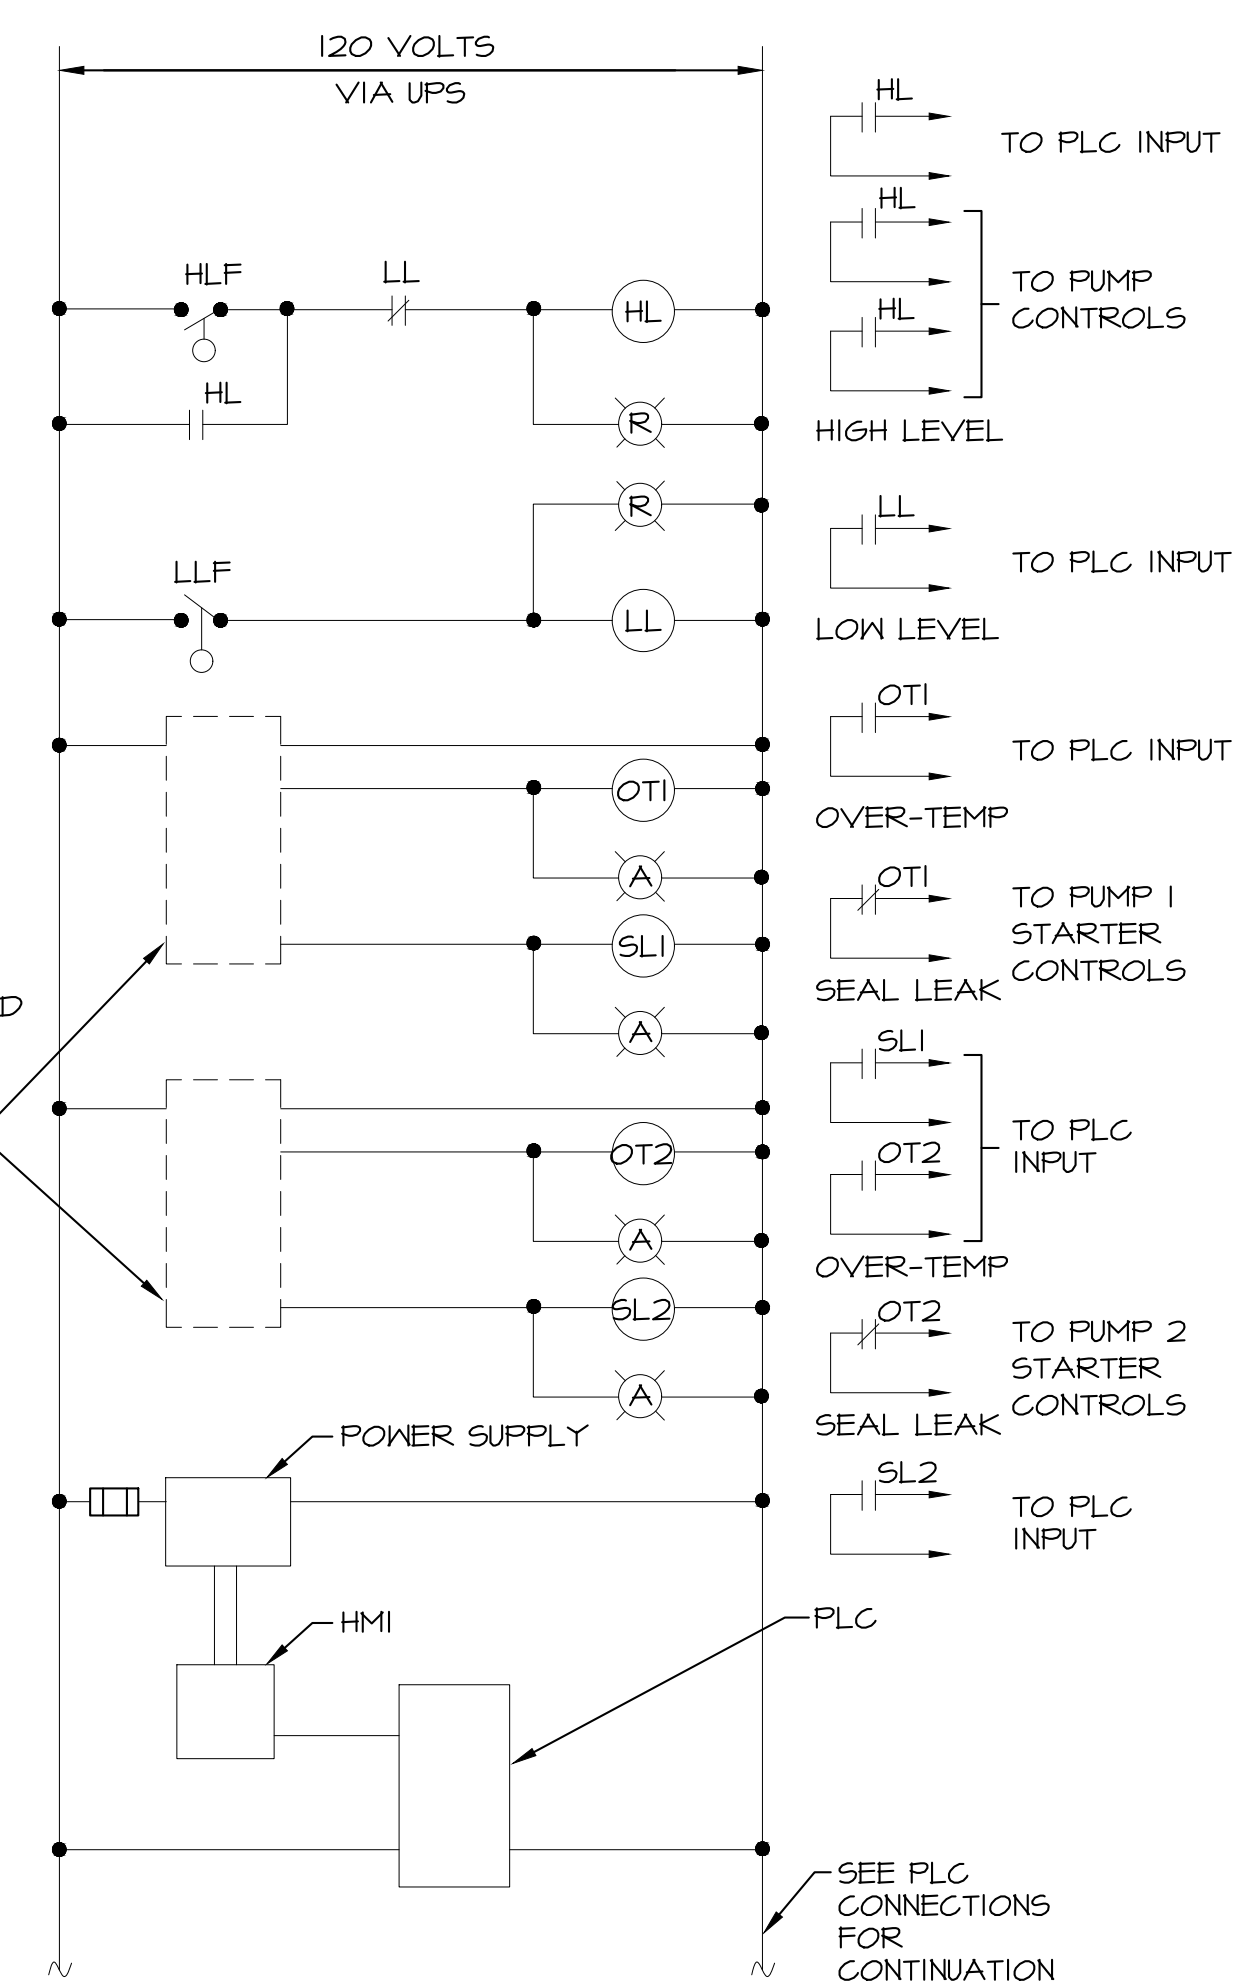 120 VOLTS
VIA UPS
HL
TO PLC INPUT
HL
TO PUMP
CONTROLS
HL
HIGH LEVEL
HLF
LL
HL
HL
R
R
LL
TO PLC INPUT
LLF
LL
LOW LEVEL
OT1
TO PLC INPUT
OT1
OVER-TEMP
A
OT1
TO PUMP 1
STARTER
CONTROLS
SL1
SEAL LEAK
D
A
SL1
TO PLC
INPUT
OT2
OT2
A
OVER-TEMP
SL2
OT2
TO PUMP 2
STARTER
CONTROLS
A
SEAL LEAK
POWER SUPPLY
SL2
TO PLC
INPUT
HMI
PLC
SEE PLC
CONNECTIONS
FOR
CONTINUATION